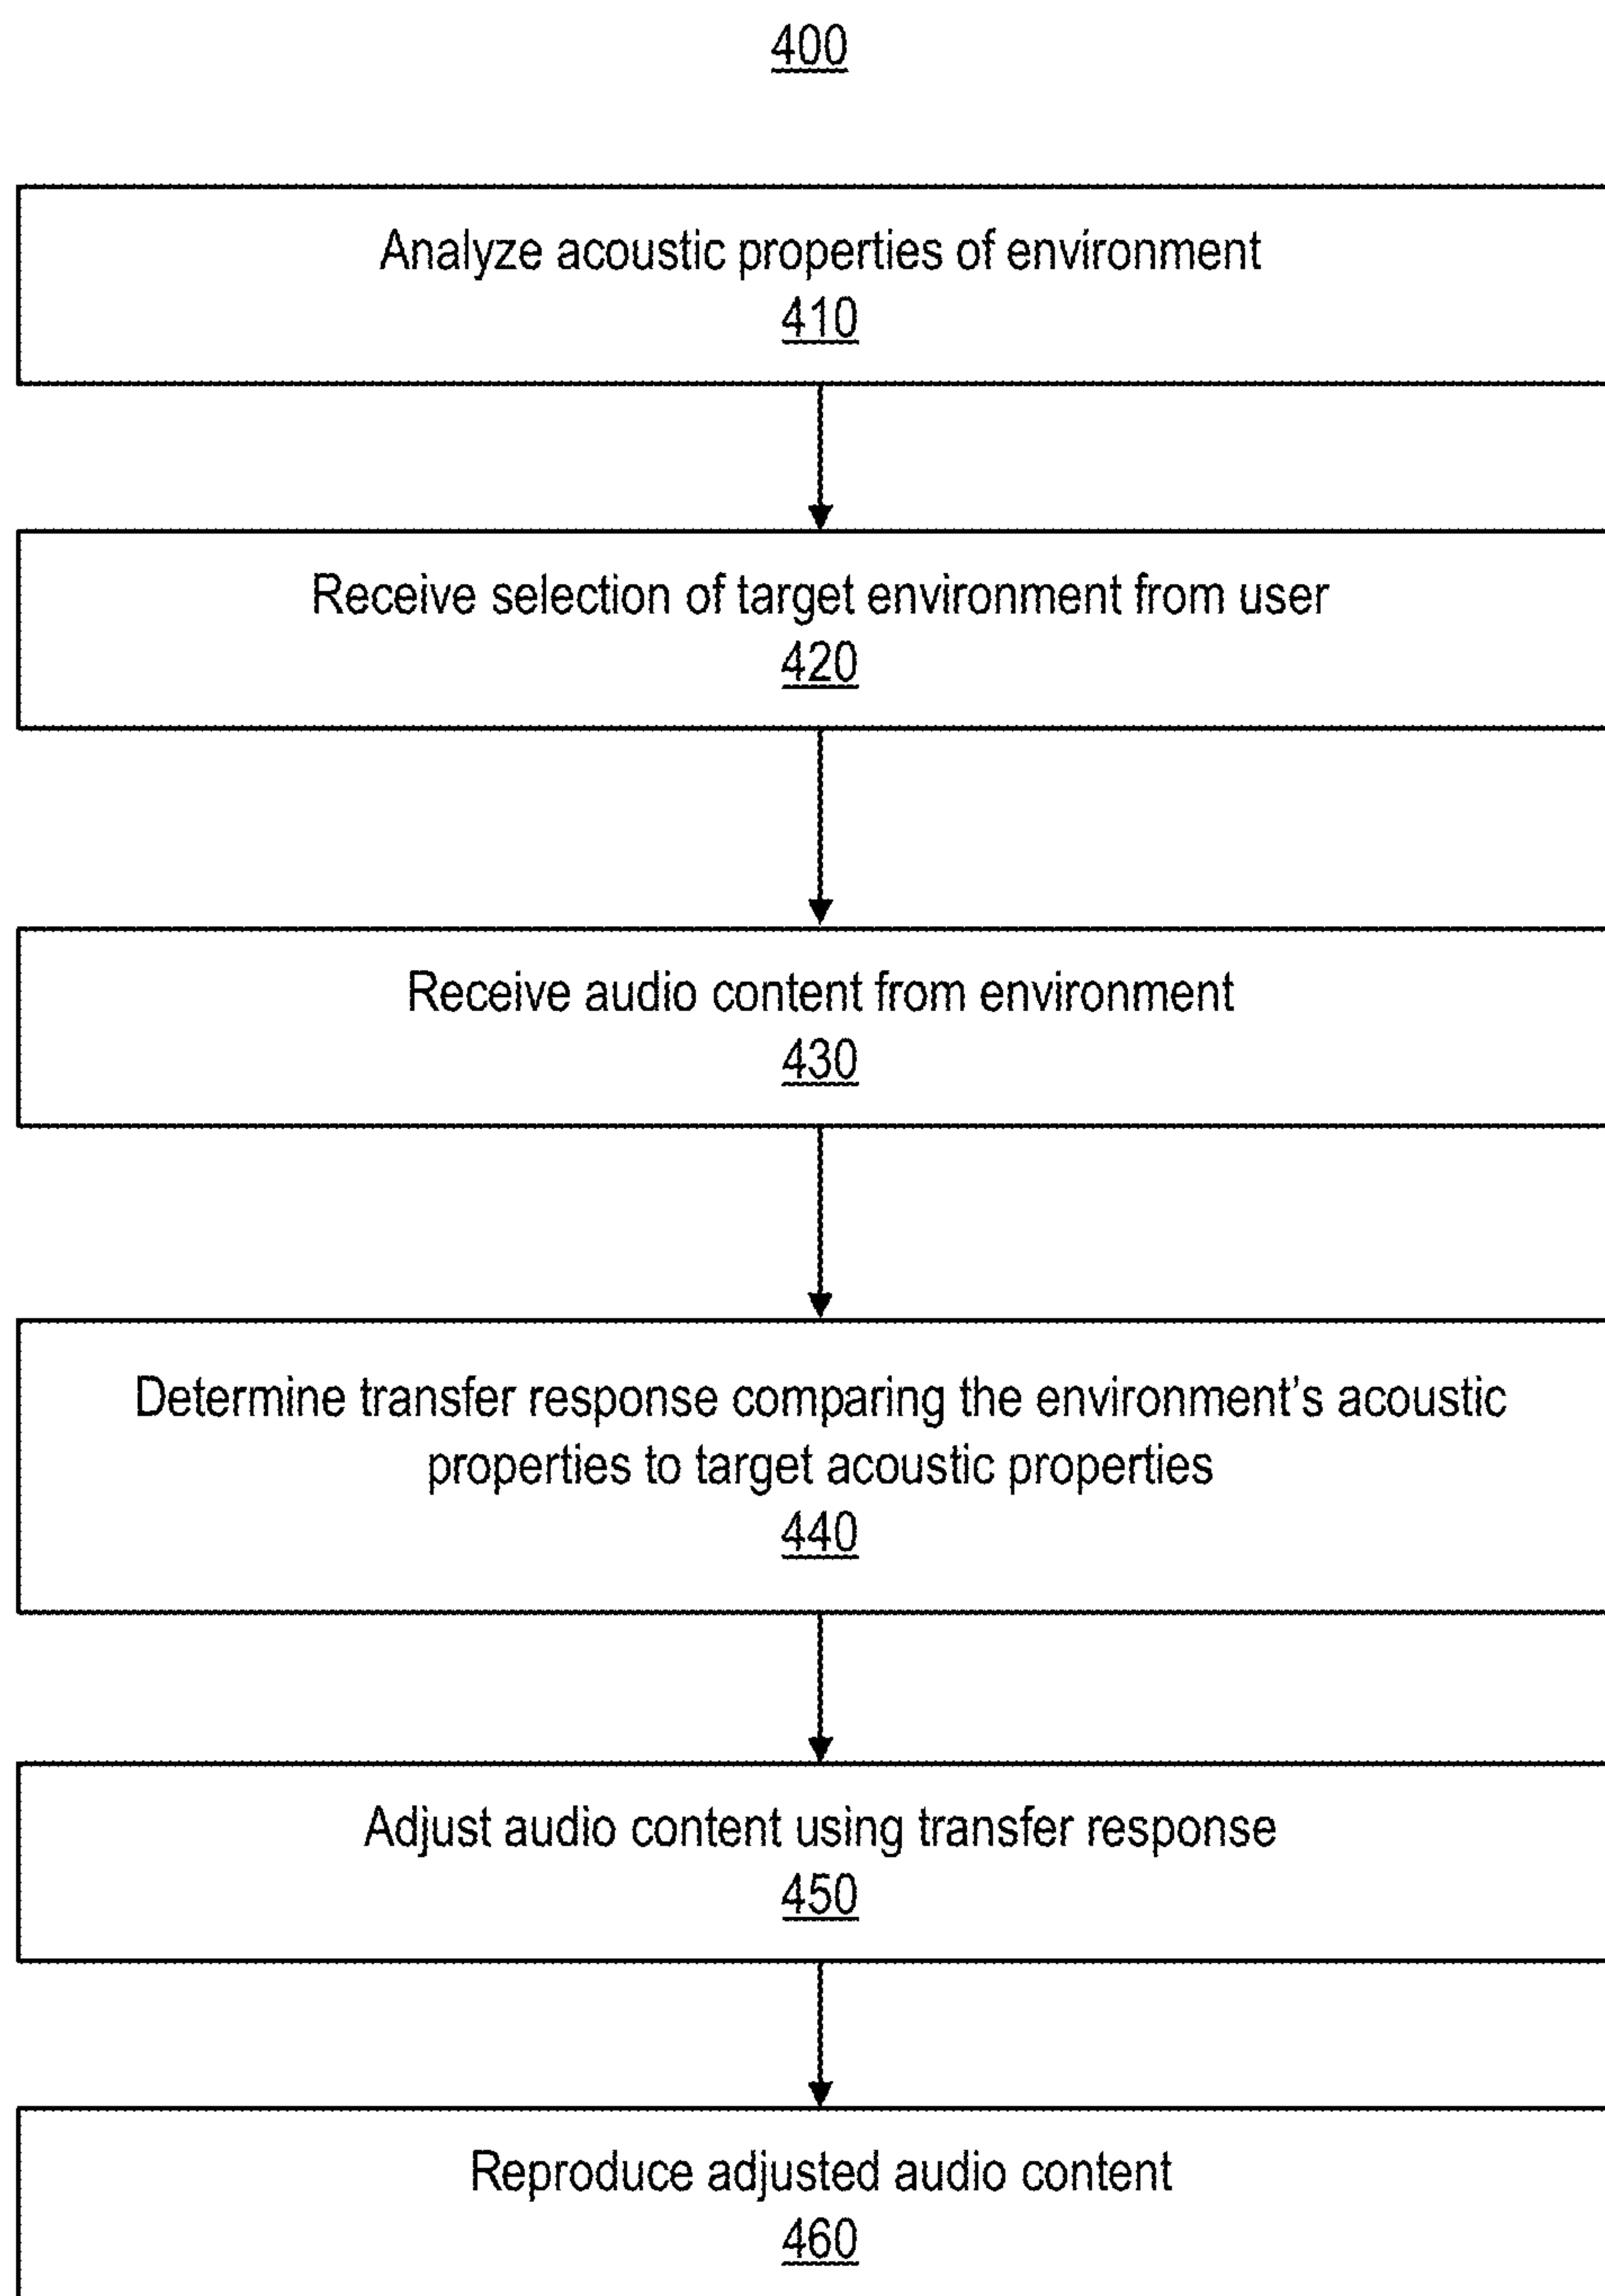 400
Analyze acoustic properties of environment
410
Receive selection of target environment from user
420
Receive audio content from environment
430
Determine transfer response comparing the environment's acoustic
properties to target acoustic properties
440
Adjust audio content using transfer response
450
Reproduce adjusted audio content
460